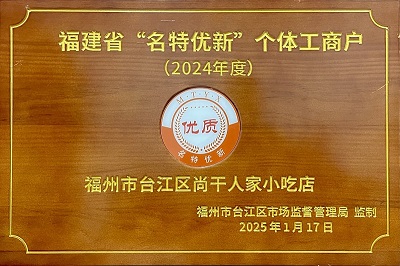 福建省“名特优新”个体工商户
（2024年度）
M·T·Y·X
优质
名特优新
福州市台江区尚干人家小吃店
福州市台江区市场监督管理局 监制
2025年1月17日